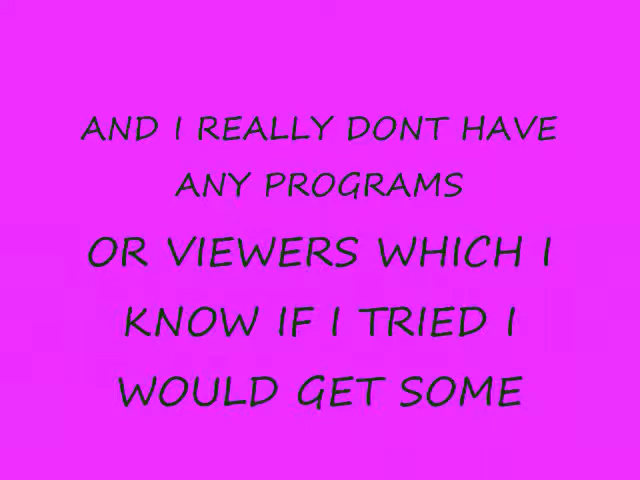 AND I REALLY DONT HAVE
ANY PROGRAMS
OR VIEWERS WHICH I
KNOW IF I TRIED I
WOULD GET SOME